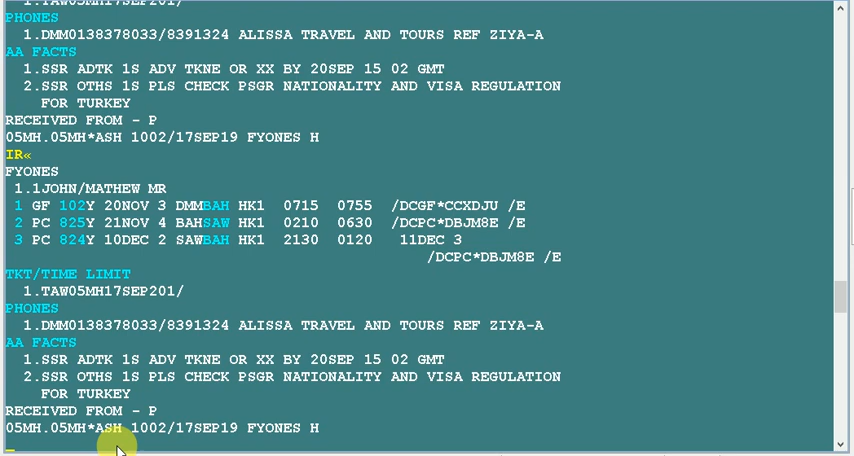 1.TAW17SEP201/
PHONES
1.DMM0138378033/8391324 ALISSA TRAVEL AND TOURS REF ZIYA-A
AA FACTS
1.SSR ADTK 1S ADV TKNE OR XX BY 20SEP 15 02 GMT
2.SSR OTHS 1S PLS CHECK PSGR NATIONALITY AND VISA REGULATION
FOR TURKEY
RECEIVED FROM - P
05MH.05MH*ASH 1002/17SEP19 FYONES H
IR«
FYONES
1.1JOHN/MATHEW MR
1 GF 102Y 20NOV 3 DMMBAH HK1 0715 0755 /DCGF*CCXDJU /E
2 PC 825Y 21NOV 4 BAHSAW HK1 0210 0630 /DCPC*DBJM8E /E
3 PC 824Y 10DEC 2 SAWBAH HK1 2130 0120 11DEC 3
/DCPC*DBJM8E /E
TKT/TIME LIMIT
1.TAW05MH17SEP201/
PHONES
1.DMM0138378033/8391324 ALISSA TRAVEL AND TOURS REF ZIYA-A
AA FACTS
1.SSR ADTK 1S ADV TKNE OR XX BY 20SEP 15 02 GMT
2.SSR OTHS 1S PLS CHECK PSGR NATIONALITY AND VISA REGULATION
FOR TURKEY
RECEIVED FROM - P
05MH.05MH*ASH 1002/17SEP19 FYONES H